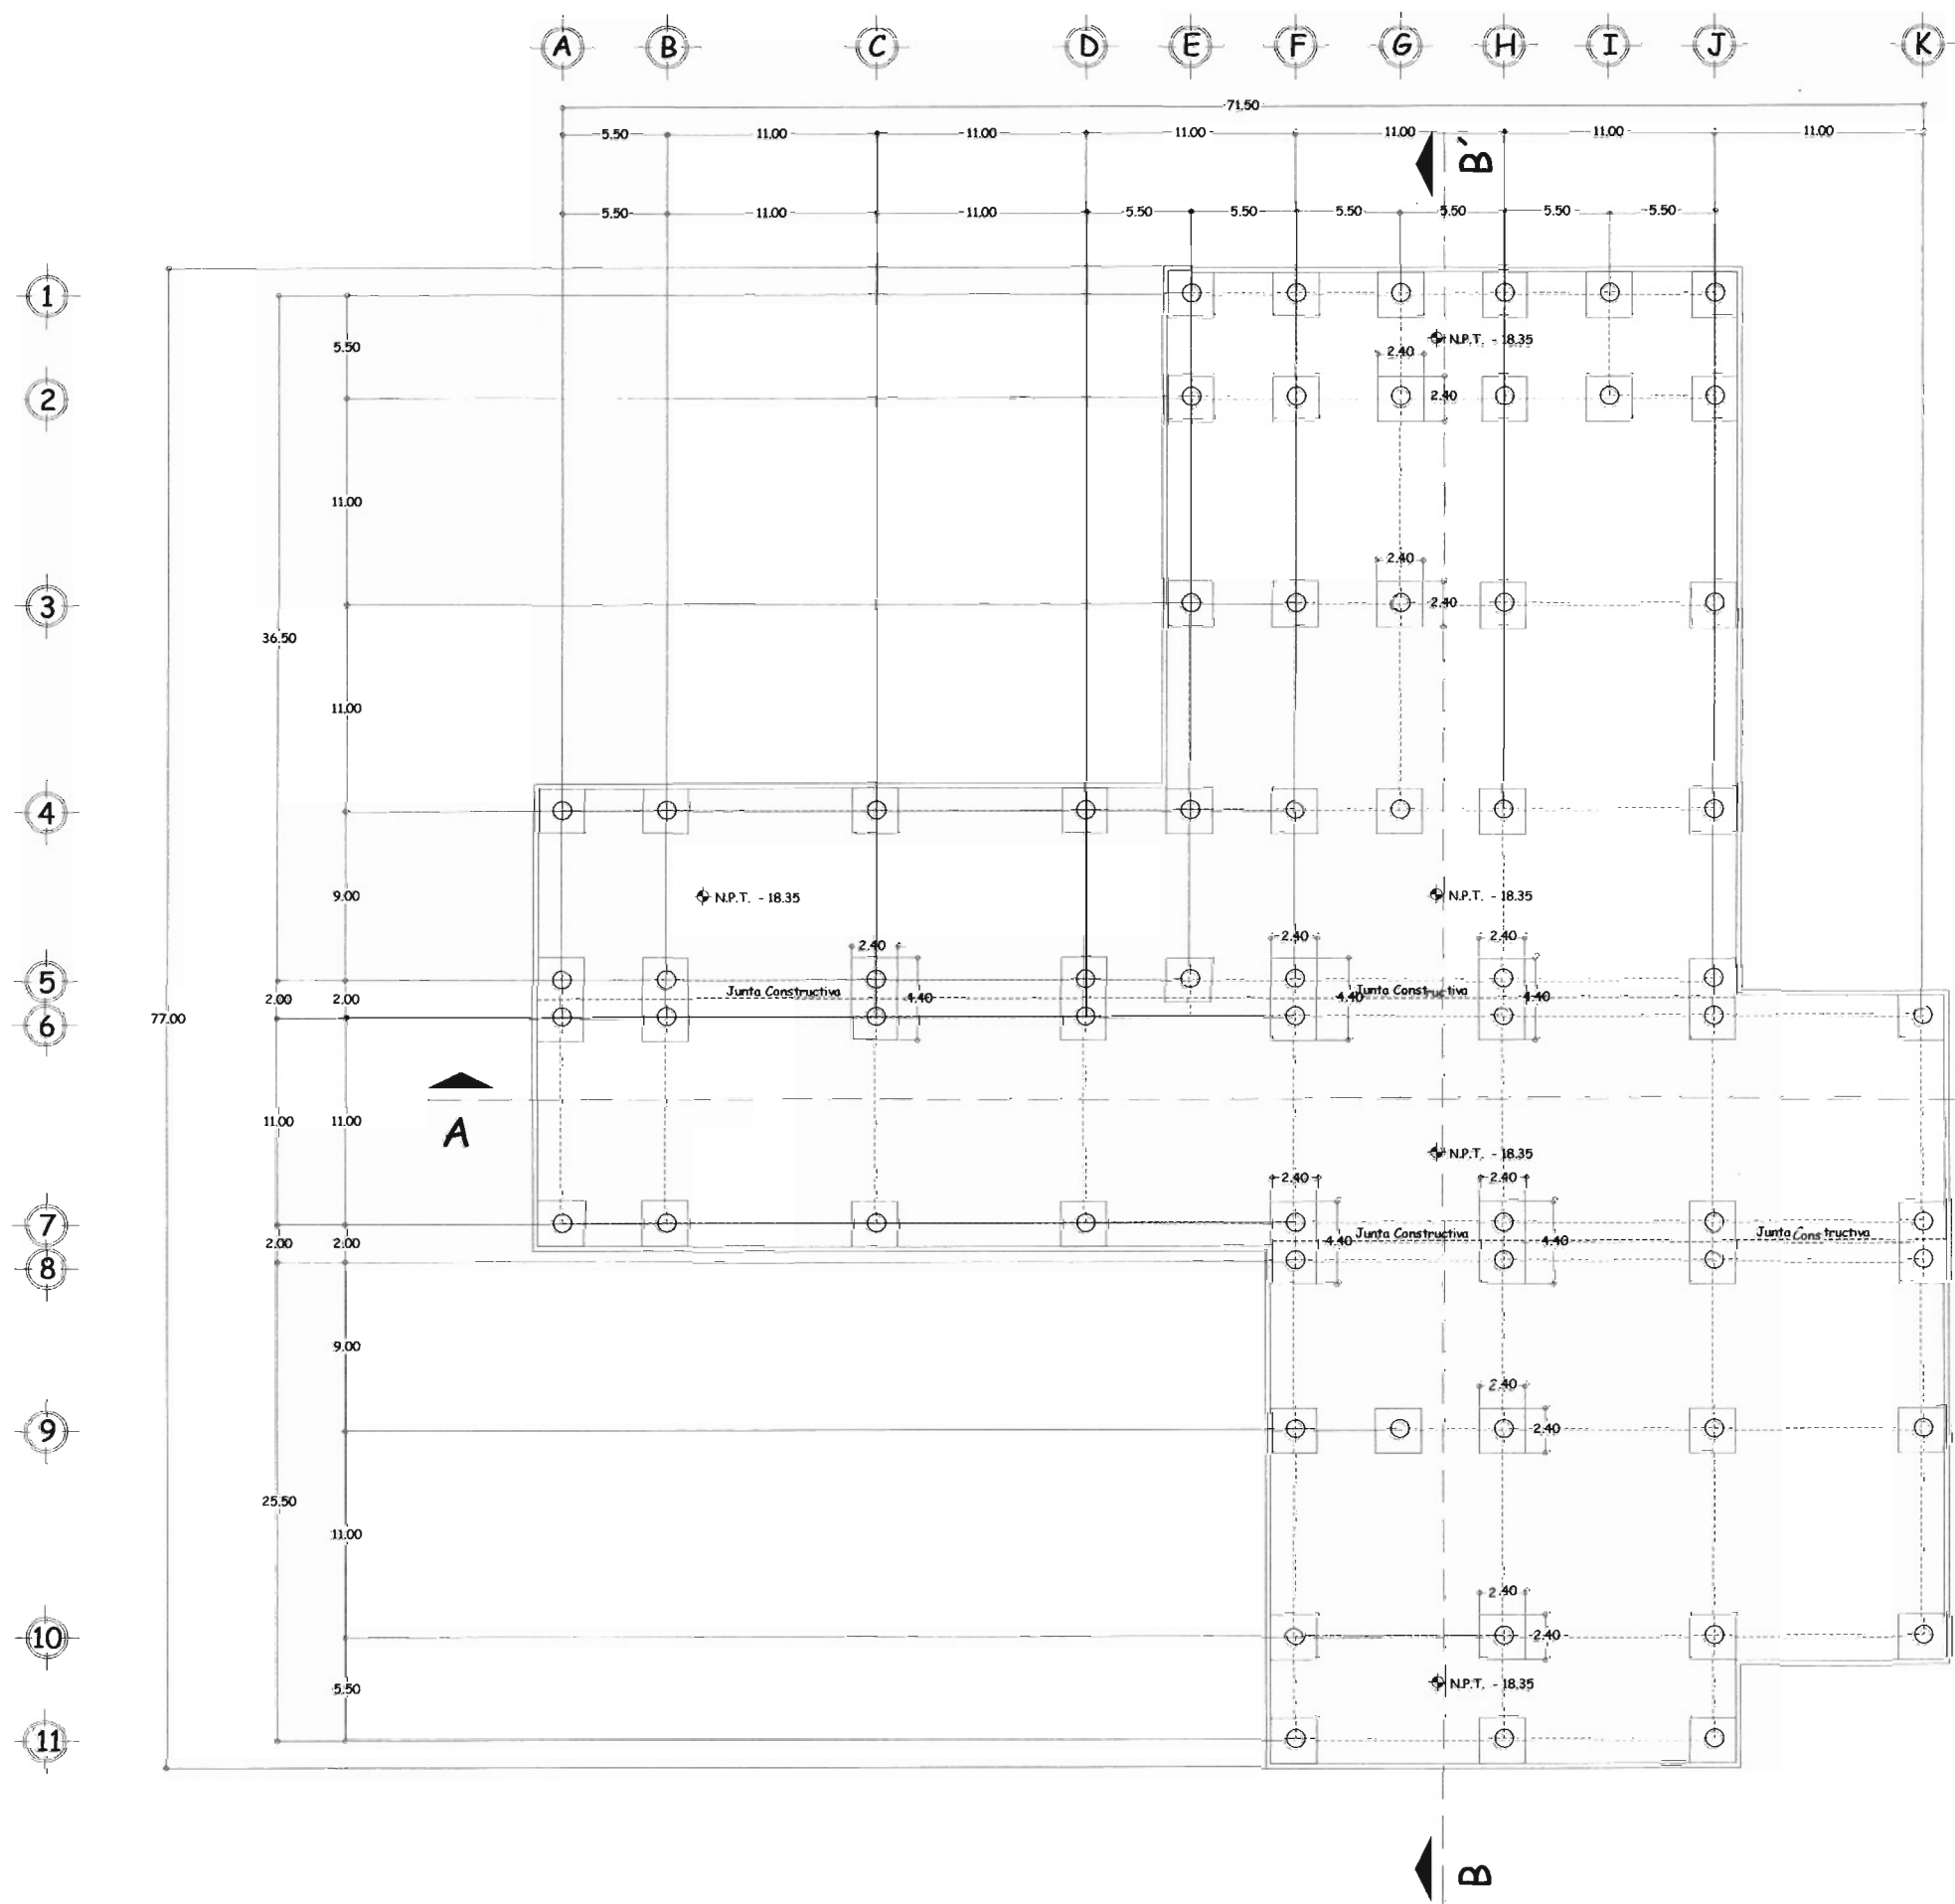 A B C D E F G H I J K
71.50
5.50 11.00 11.00 11.00 11.00 11.00 11.00
B'
5.50 11.00 11.00 5.50 5.50 5.50 5.50 5.50 5.50
1
N.P.T. - 18.35
5.50
2.40
2
2.40
11.00
2.40
3
2.40
36.50
11.00
4
9.00
N.P.T. - 18.35
N.P.T. - 18.35
2.40
2.40
2.40
5
Junta Constructiva
Junta Constructiva
2.00 2.00
4.40
4.40
4.40
77.00
6
11.00 11.00
A
N.P.T. - 18.35
2.40
2.40
7
Junta Constructiva
Junta Constructiva
2.00 2.00
4.40
4.40
8
9.00
2.40
9
2.40
25.50
11.00
2.40
10
2.40
5.50
N.P.T. - 18.35
11
B